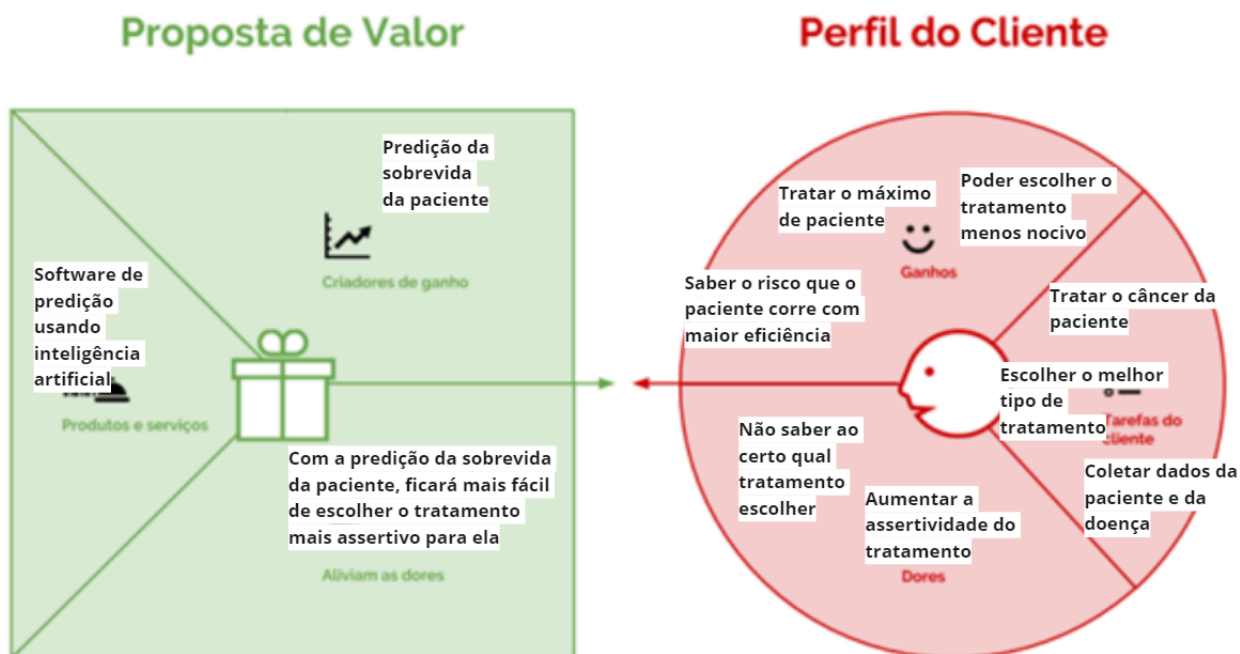 Proposta de Valor
Perfil do Cliente
Predição da
sobrevida
da paciente
Criadores de ganho
Software de
predição
usando
inteligência
artificial
Produtos e serviços
Com a predição da sobrevida
da paciente, ficará mais fácil
de escolher o tratamento
mais assertivo para ela
Aliviam as dores
Tratar o máximo
de paciente
Poder escolher o
tratamento
menos nocivo
Ganhos
Saber o risco que o
paciente corre com
maior eficiência
Tratar o câncer da
paciente
Escolher o melhor
tipo de
tratamento
Tarefas do
cliente
Coletar dados da
paciente e da
doença
Não saber ao
certo qual
tratamento
escolher
Aumentar a
assertividade do
tratamento
Dores